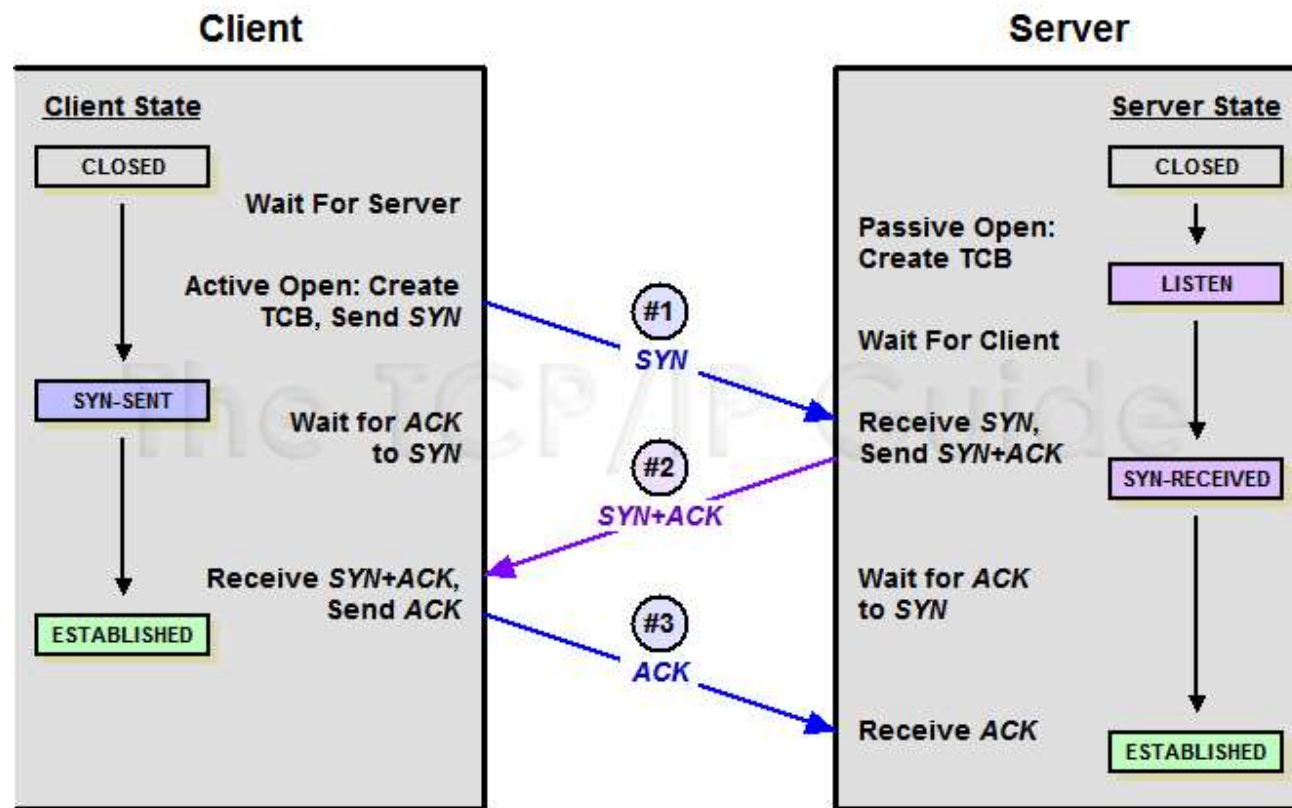 Client
Server
Client State
CLOSED
Wait For Server
Active Open: Create
TCB, Send SYN
SYN-SENT
Wait for ACK
to SYN
Receive SYN+ACK,
Send ACK
ESTABLISHED
#1
SYN
#2
SYN+ACK
#3
ACK
Server State
CLOSED
Passive Open:
Create TCB
LISTEN
Wait For Client
Receive SYN,
Send SYN+ACK
SYN-RECEIVED
Wait for ACK
to SYN
Receive ACK
ESTABLISHED
The TCP/IP Guide